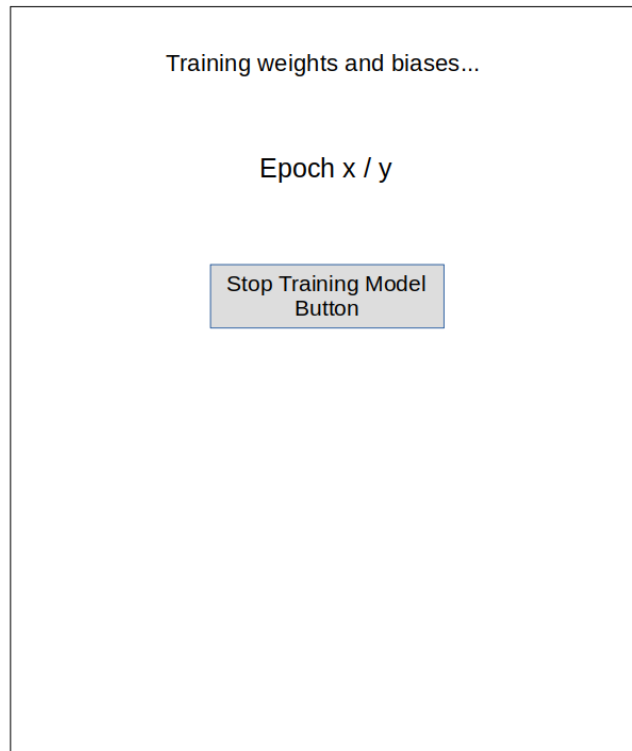 Training weights and biases...
Epoch x / y
Stop Training Model
Button